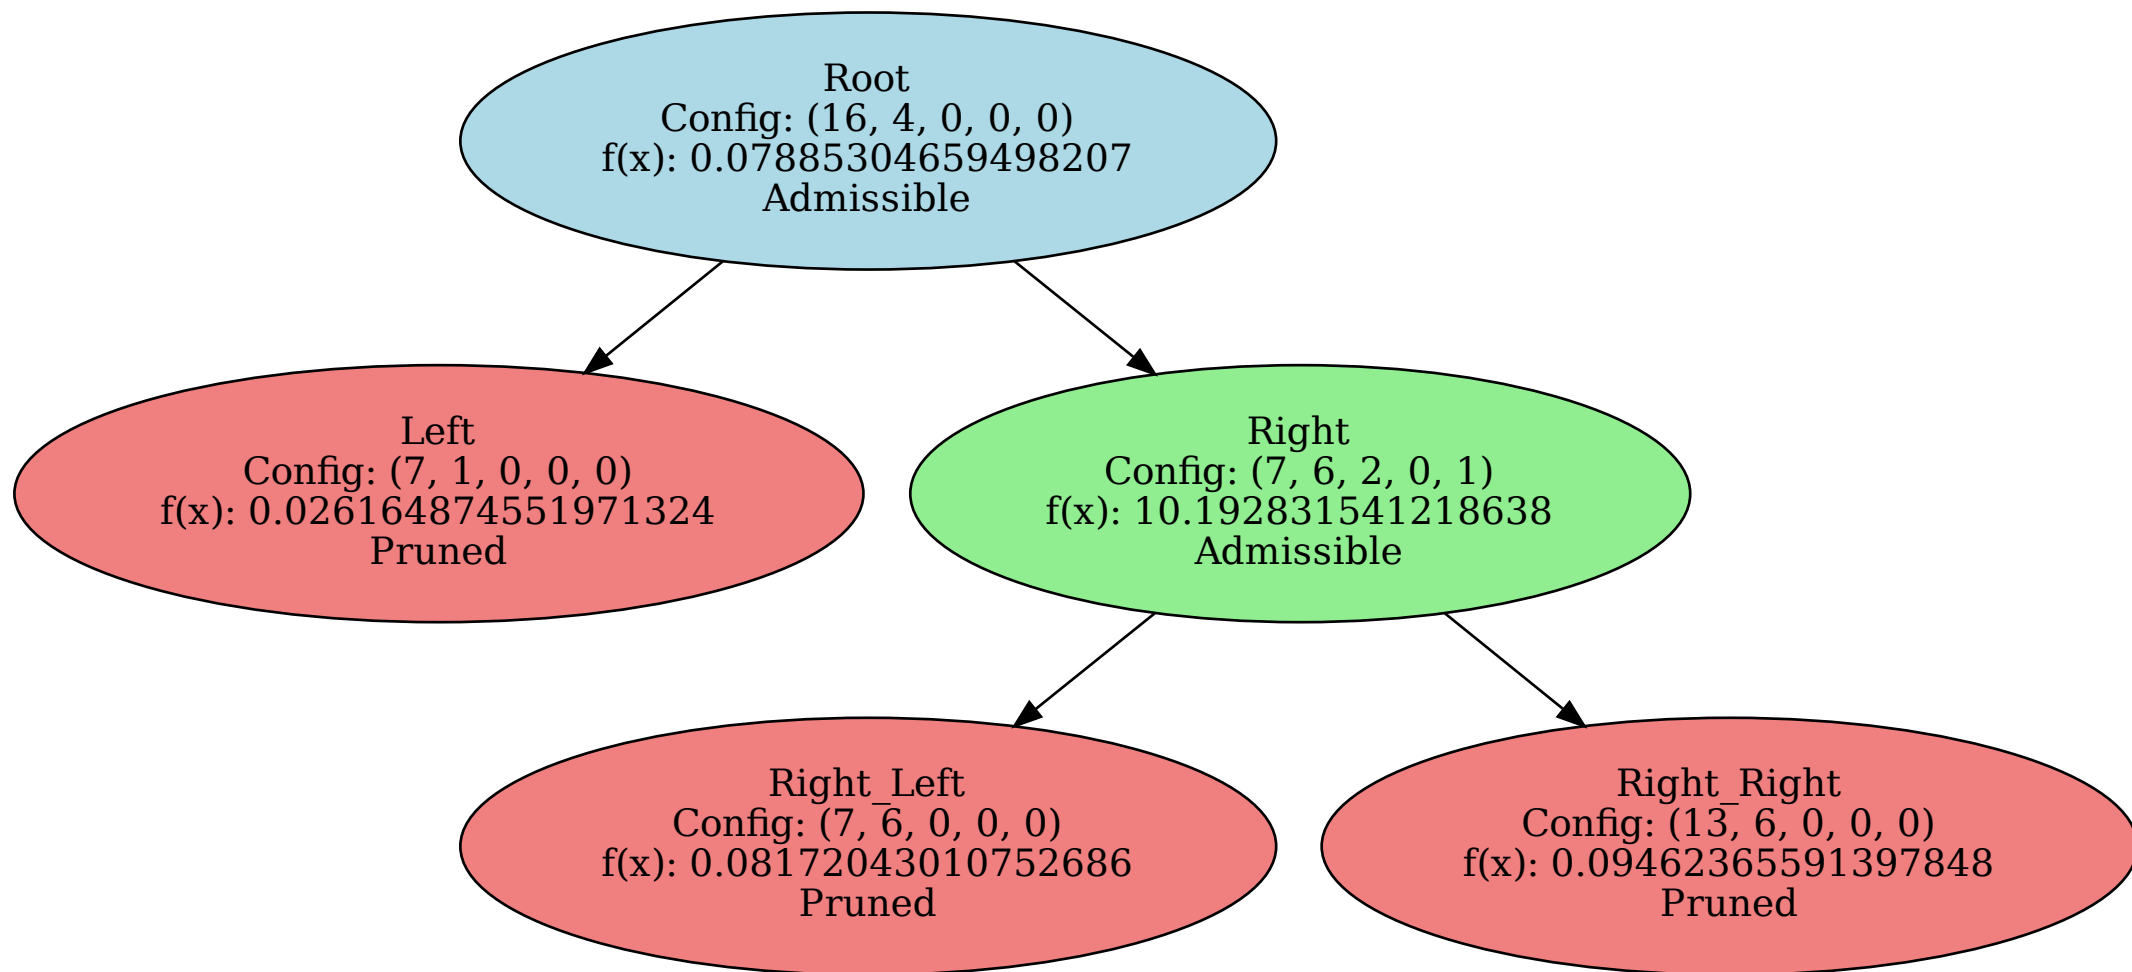 Root
Config: (16, 4, 0, 0, 0)
f(x): 0.07885304659498207
Admissible
Left
Config: (7, 1, 0, 0, 0)
f(x): 0.026164874551971324
Pruned
Right
Config: (7, 6, 2, 0, 1)
f(x): 10.192831541218638
Admissible
Right_Left
Config: (7, 6, 0, 0, 0)
f(x): 0.08172043010752686
Pruned
Right_Right
Config: (13, 6, 0, 0, 0)
f(x): 0.09462365591397848
Pruned